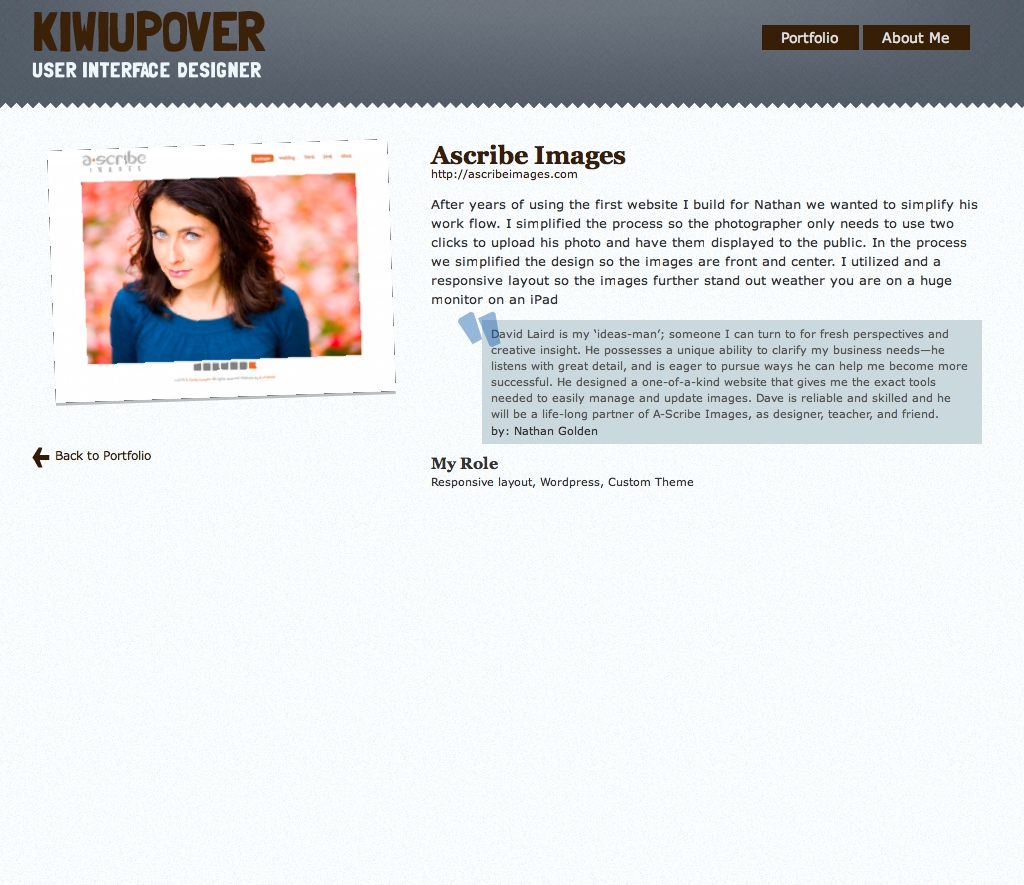 KIWIUPOVER
USER INTERFACE DESIGNER
Portfolio
About Me
a·scribe
IMAGES
Ascribe Images
http://ascribeimages.com
After years of using the first website I build for Nathan we wanted to simplify his
work flow. I simplified the process so the photographer only needs to use two
clicks to upload his photo and have them displayed to the public. In the process
we simplified the design so the images are front and center. I utilized and a
responsive layout so the images further stand out weather you are on a huge
monitor on an iPad
David Laird is my ‘ideas-man’; someone I can turn to for fresh perspectives and
creative insight. He possesses a unique ability to clarify my business needs—he
listens with great detail, and is eager to pursue ways he can help me become more
successful. He designed a one-of-a-kind website that gives me the exact tools
needed to easily manage and update images. Dave is reliable and skilled and he
will be a life-long partner of A-Scribe Images, as designer, teacher, and friend.
by: Nathan Golden
Back to Portfolio
My Role
Responsive layout, Wordpress, Custom Theme